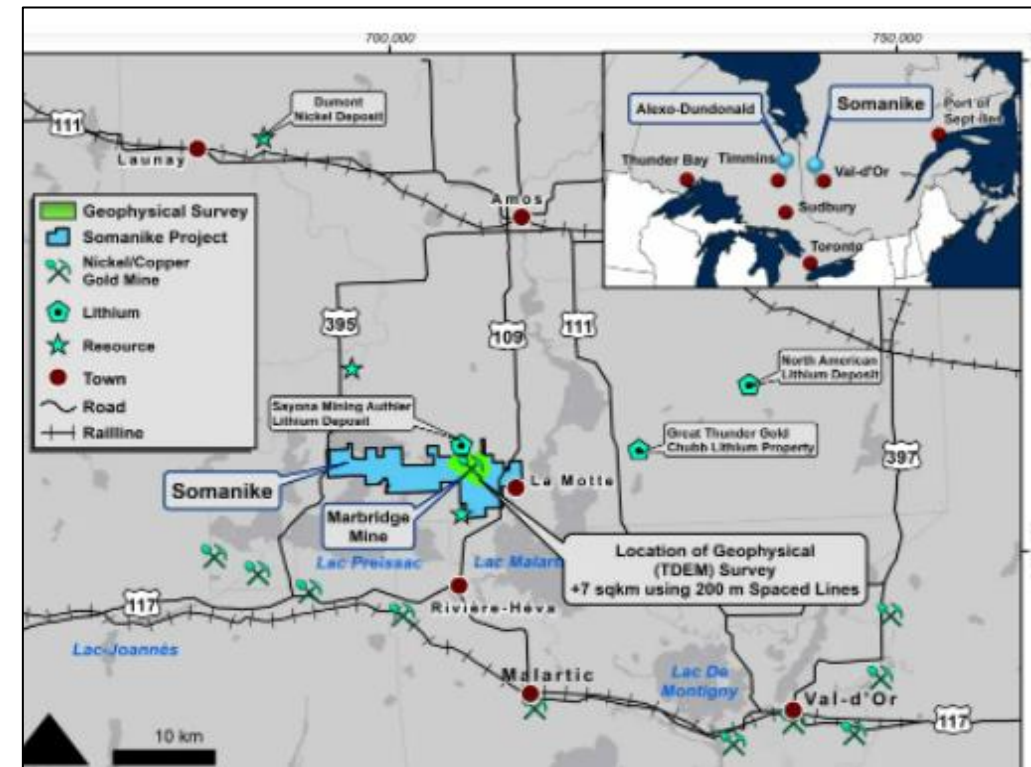 700,000
750,000
111
Dumont
Nickel Deposit
Launay
Amos
Alexo-Dundonald
Somanike
Port of
Sept-Iles
Thunder Bay
Timmins
Val-d'Or
Sudbury
Toronto
Geophysical Survey
Somanike Project
Nickel/Copper
Gold Mine
Lithium
Resource
Town
Road
Railline
395
109
111
North American
Lithium Deposit
Sayona Mining Authier
Lithium Deposit
Great Thunder Gold
Chubb Lithium Property
397
Somanike
La Motte
Marbridge
Mine
Lac Preissac
Lac Malart
Location of Geophysical
(TDEM) Survey
+7 sqkm using 200 m Spaced Lines
117
Rivière-Héva
Lac-Joannès
Malartic
Lac De
Montigny
Val-d'Or
117
10 km